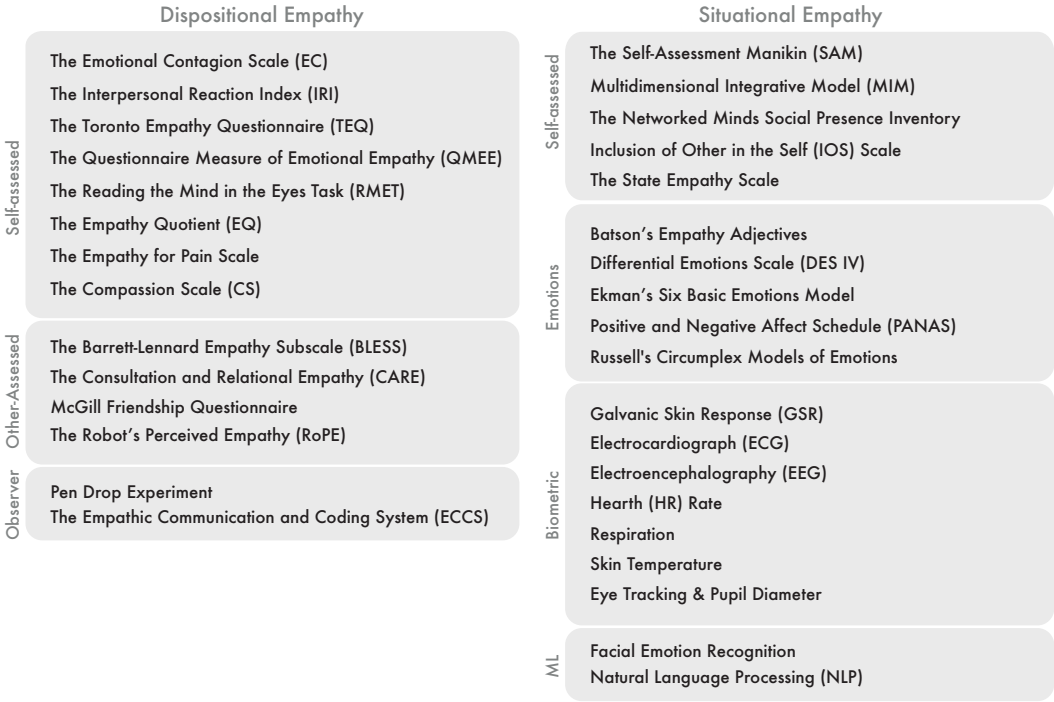 Dispositional Empathy
Self-assessed
The Emotional Contagion Scale (EC)
The Interpersonal Reaction Index (IRI)
The Toronto Empathy Questionnaire (TEQ)
The Questionnaire Measure of Emotional Empathy (QMEE)
The Reading the Mind in the Eyes Task (RMET)
The Empathy Quotient (EQ)
The Empathy for Pain Scale
The Compassion Scale (CS)
Other-Assessed
The Barrett-Lennard Empathy Subscale (BLESS)
The Consultation and Relational Empathy (CARE)
McGill Friendship Questionnaire
The Robot’s Perceived Empathy (RoPE)
Observer
Pen Drop Experiment
The Empathic Communication and Coding System (ECCS)
Situational Empathy
Self-assessed
The Self-Assessment Manikin (SAM)
Multidimensional Integrative Model (MIM)
The Networked Minds Social Presence Inventory
Inclusion of Other in the Self (IOS) Scale
The State Empathy Scale
Emotions
Batson’s Empathy Adjectives
Differential Emotions Scale (DES IV)
Ekman’s Six Basic Emotions Model
Positive and Negative Affect Schedule (PANAS)
Russell's Circumplex Models of Emotions
Biometric
Galvanic Skin Response (GSR)
Electrocardiograph (ECG)
Electroencephalography (EEG)
Hearth (HR) Rate
Respiration
Skin Temperature
Eye Tracking & Pupil Diameter
ML
Facial Emotion Recognition
Natural Language Processing (NLP)